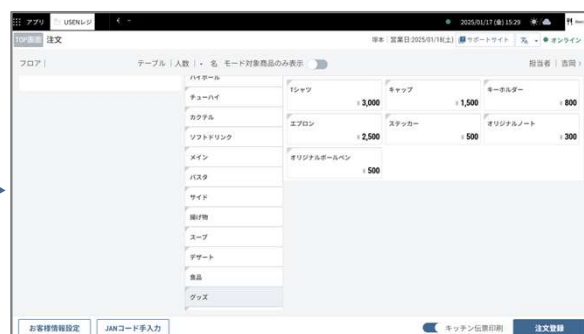 アプリ USENレジ 2025/01/17(金) 15:29
TOP画面 注文 営業日:2025/01/18(土) サポートサイト オンライン
フロア| テーブル |人数| - 名 モード対象商品のみ表示 担当者 | 吉岡
ハイボール
チューハイ
カクテル
ソフトドリンク
メイン
パスタ
サイド
揚げ物
スープ
デザート
食品
グッズ
Tシャツ キャップ キーホルダー
¥ 3,000 ¥ 1,500 ¥ 800
エプロン ステッカー オリジナルノート
¥ 2,500 ¥ 500 ¥ 300
オリジナルボールペン
¥ 500
お客様情報設定 JANコード手入力 キッチン伝票印刷 注文登録